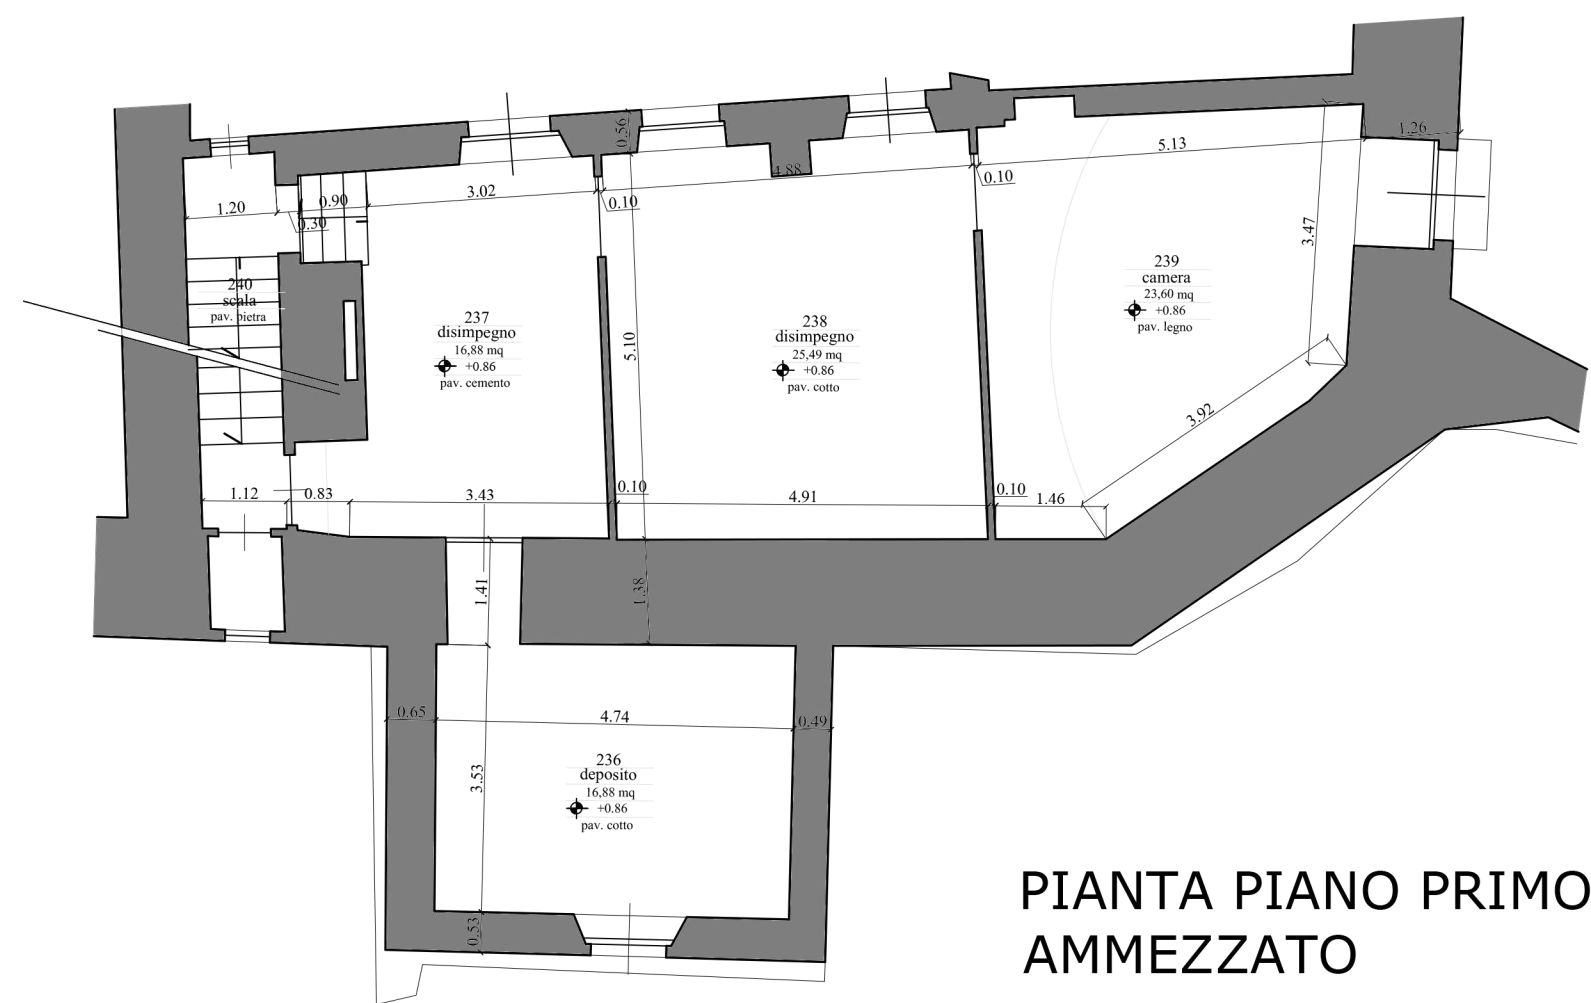 0.56
1.26
5.13
4.88
0.10
3.02
0.90
1.20
0.30
0.10
3.47
239
camera
23,60 mq
+0.86
pav. legno
240
scala
pav. pietra
237
disimpegno
16,88 mq
+0.86
pav. cemento
5.10
238
disimpegno
25,49 mq
+0.86
pav. cotto
3.92
1.12
0.83
3.43
0.10
4.91
0.10
1.46
1.41
1.38
0.65
4.74
0.49
3.53
236
deposito
16,88 mq
+0.86
pav. cotto
0.53
PIANTA PIANO PRIMO
AMMEZZATO